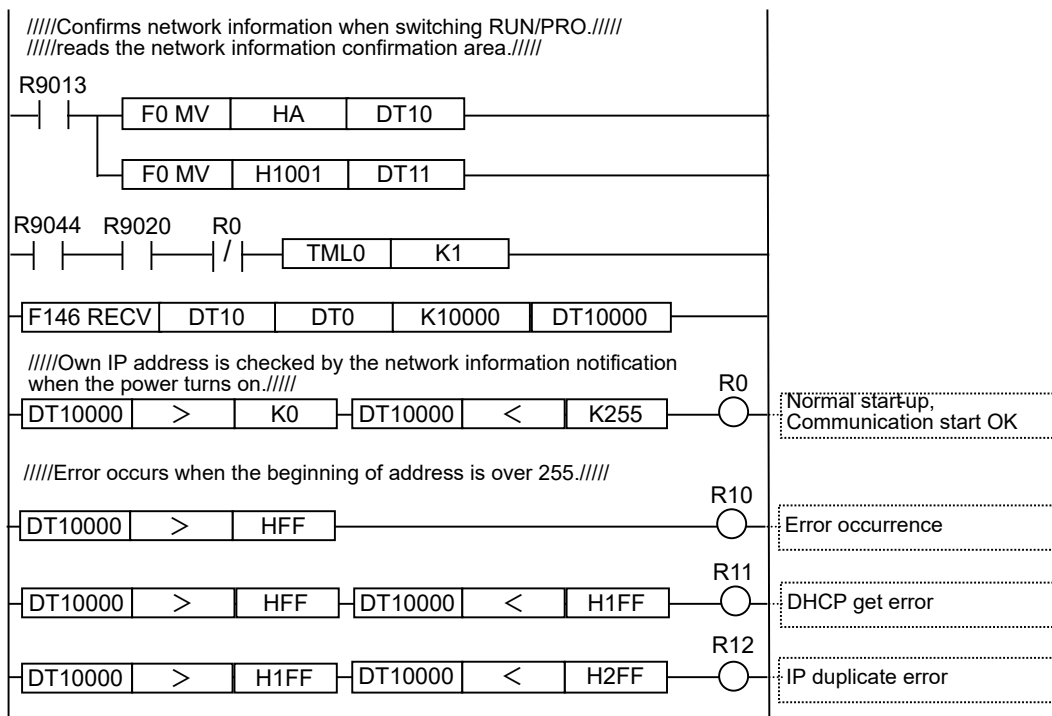 /////Confirms network information when switching RUN/PRO./////
/////reads the network information confirmation area./////
R9013
F0 MV HA DT10
F0 MV H1001 DT11
R9044 R9020 R0
/ TML0 K1
F146 RECV DT10 DT0 K10000 DT10000
/////Own IP address is checked by the network information notification
when the power turns on./////
R0
DT10000 > K0 DT10000 < K255
Normal start-up,
Communication start OK
/////Error occurs when the beginning of address is over 255./////
R10
DT10000 > HFF Error occurrence
R11
DT10000 > HFF DT10000 < H1FF DHCP get error
R12
DT10000 > H1FF DT10000 < H2FF IP duplicate error